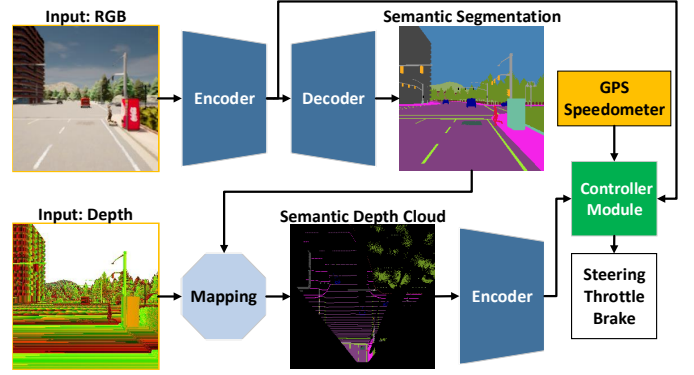 Input: RGB
Semantic Segmentation
Encoder
Decoder
GPS
Speedometer
Controller
Module
Input: Depth
Semantic Depth Cloud
Mapping
Encoder
Steering
Throttle
Brake